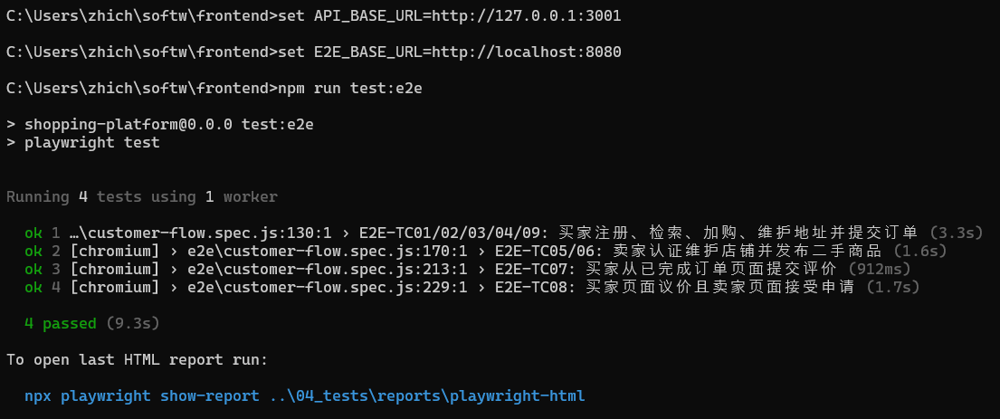 C:\Users\zhich\softw\frontend>set API_BASE_URL=http://127.0.0.1:3001
C:\Users\zhich\softw\frontend>set E2E_BASE_URL=http://localhost:8080
C:\Users\zhich\softw\frontend>npm run test:e2e
> shopping-platform@0.0.0 test:e2e
> playwright test
Running 4 tests using 1 worker
ok 1 …\customer-flow.spec.js:130:1 › E2E-TC01/02/03/04/09: 买家注册、检索、加购、维护地址并提交订单 (3.3s)
ok 2 [chromium] › e2e\customer-flow.spec.js:170:1 › E2E-TC05/06: 卖家认证维护店铺并发布二手商品 (1.6s)
ok 3 [chromium] › e2e\customer-flow.spec.js:213:1 › E2E-TC07: 买家从已完成订单页面提交评价 (912ms)
ok 4 [chromium] › e2e\customer-flow.spec.js:229:1 › E2E-TC08: 买家页面议价且卖家页面接受申请 (1.7s)
4 passed (9.3s)
To open last HTML report run:
npx playwright show-report ..\04_tests\reports\playwright-html